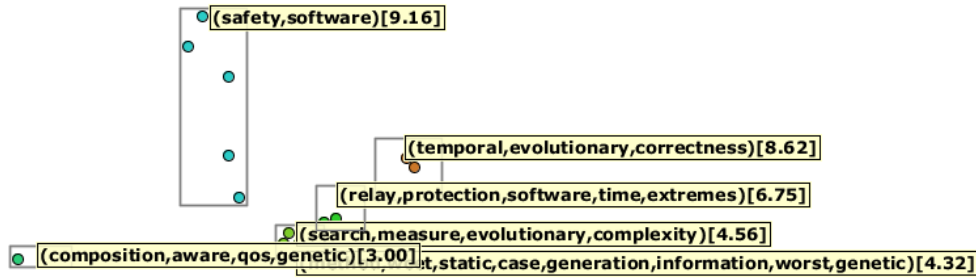 (safety,software)[9.16]
(temporal,evolutionary,correctness)[8.62]
(relay,protection,software,time,extremes)[6.75]
(search,measure,evolutionary,complexity)[4.56]
(composition,aware,qos,genetic)[3.00]
,static,case,generation,information,worst,genetic)[4.32]